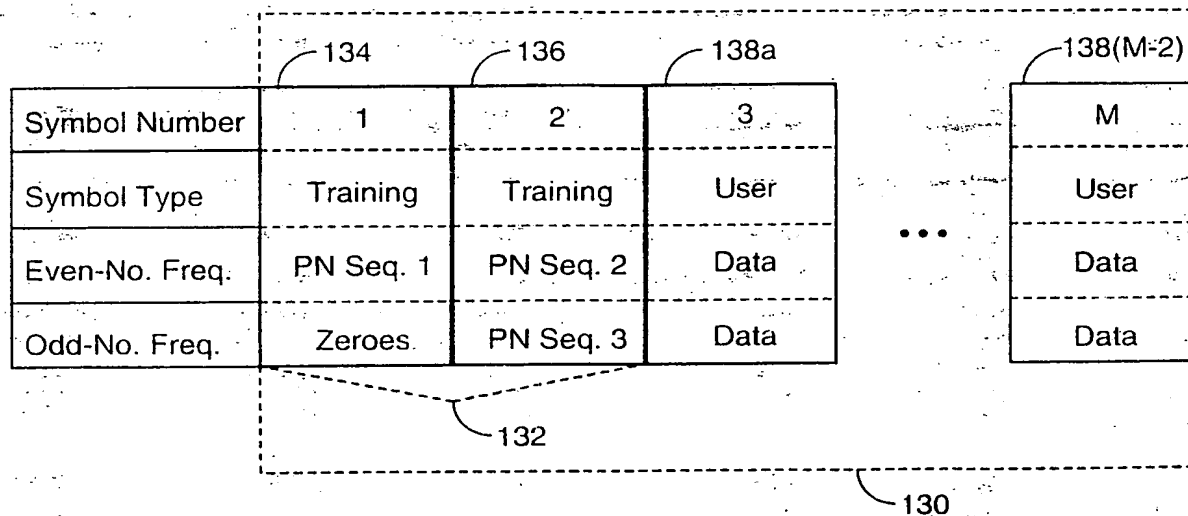 134 136 138a 138(M-2)
Symbol Number 1 2 3 M
Symbol Type Training Training User User
Even-No. Freq. PN Seq. 1 PN Seq. 2 Data Data
Odd-No. Freq. Zeroes PN Seq. 3 Data Data
132
130